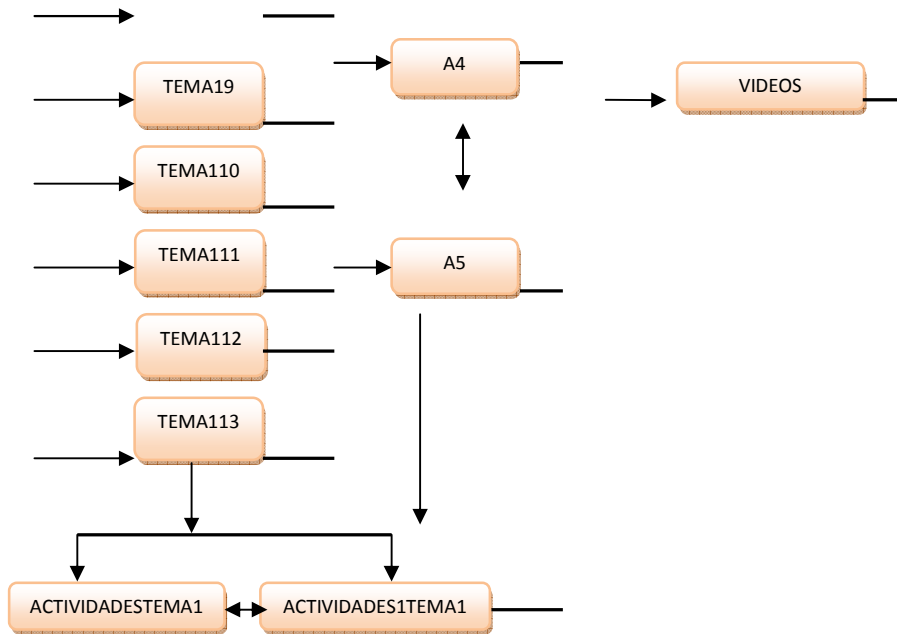 TEMA19
TEMA110
TEMA111
TEMA112
TEMA113
A4
A5
VIDEOS
ACTIVIDADESTEMA1
ACTIVIDADES1TEMA1